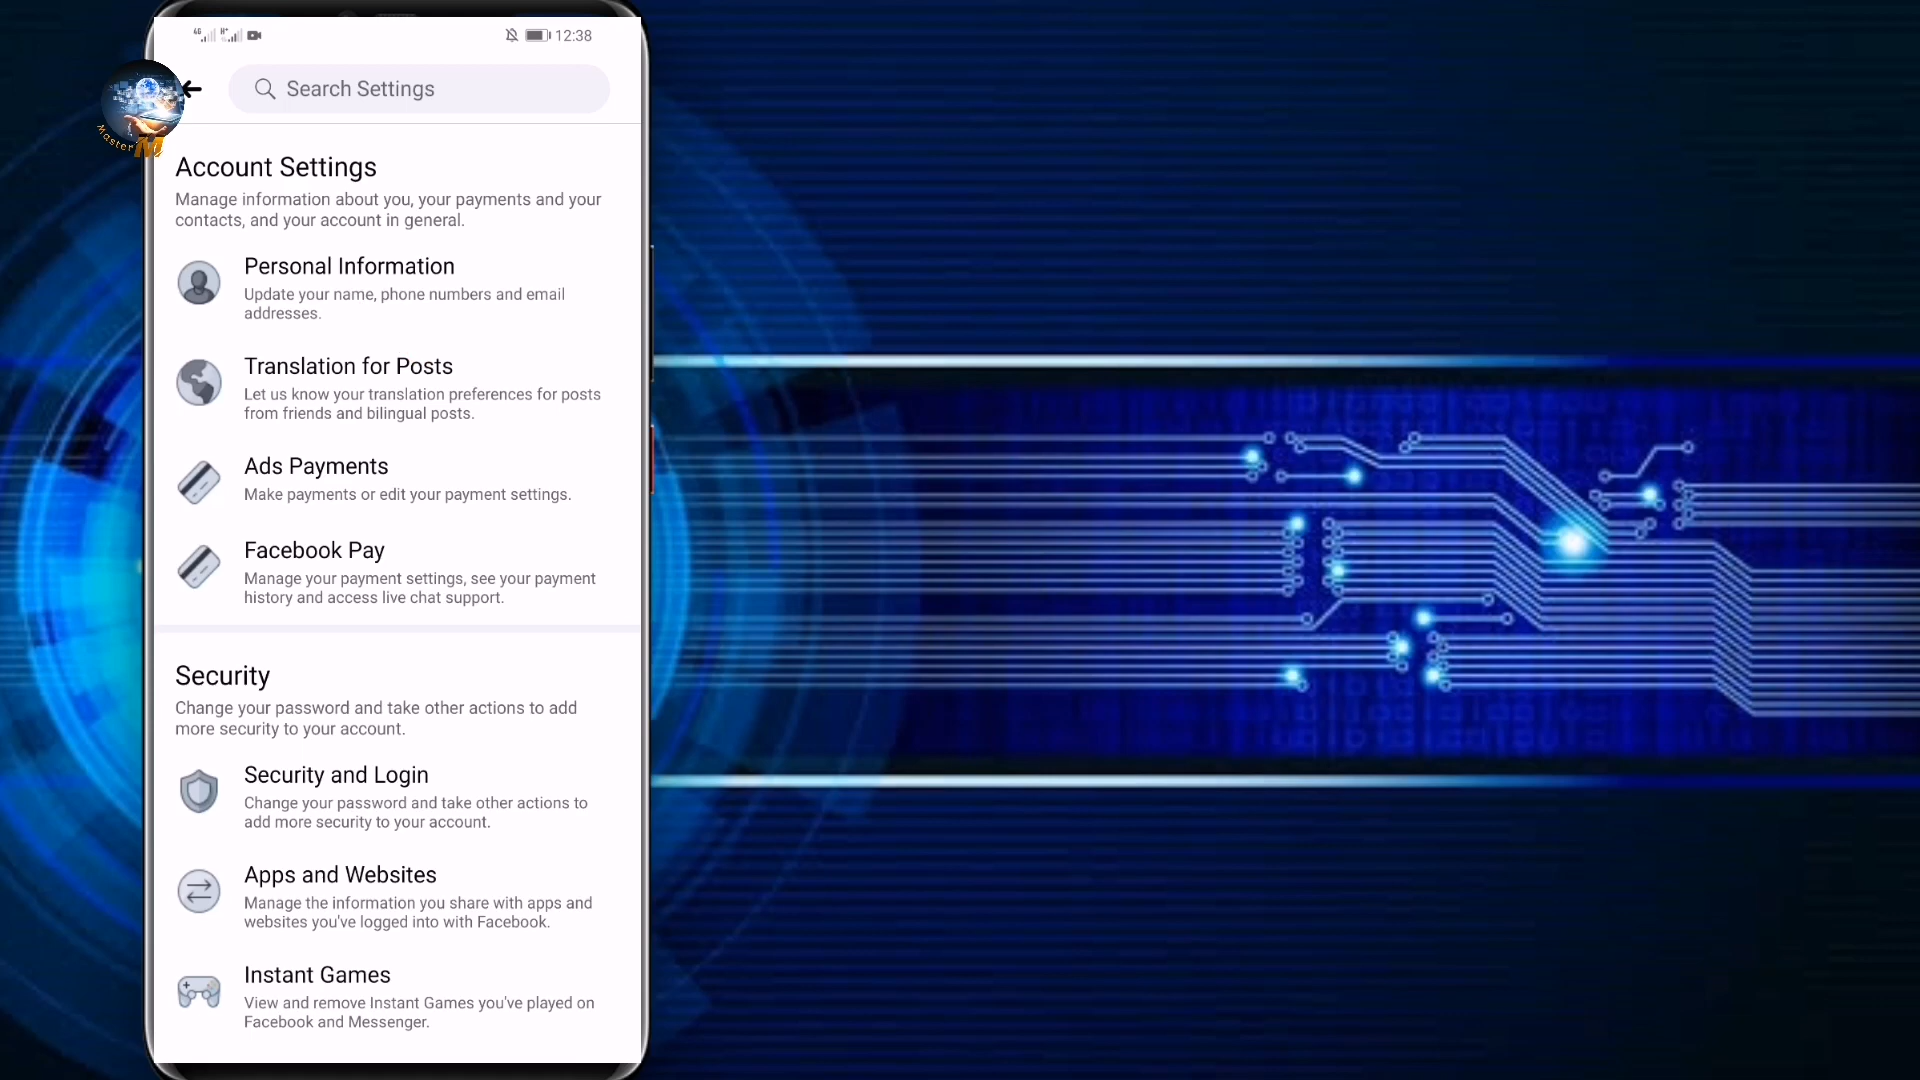 4G H+ 12:38
Search Settings
Master M
Account Settings
Manage information about you, your payments and your
contacts, and your account in general.
Personal Information
Update your name, phone numbers and email
addresses.
Translation for Posts
Let us know your translation preferences for posts
from friends and bilingual posts.
Ads Payments
Make payments or edit your payment settings.
Facebook Pay
Manage your payment settings, see your payment
history and access live chat support.
Security
Change your password and take other actions to add
more security to your account.
Security and Login
Change your password and take other actions to
add more security to your account.
Apps and Websites
Manage the information you share with apps and
websites you've logged into with Facebook.
Instant Games
View and remove Instant Games you've played on
Facebook and Messenger.